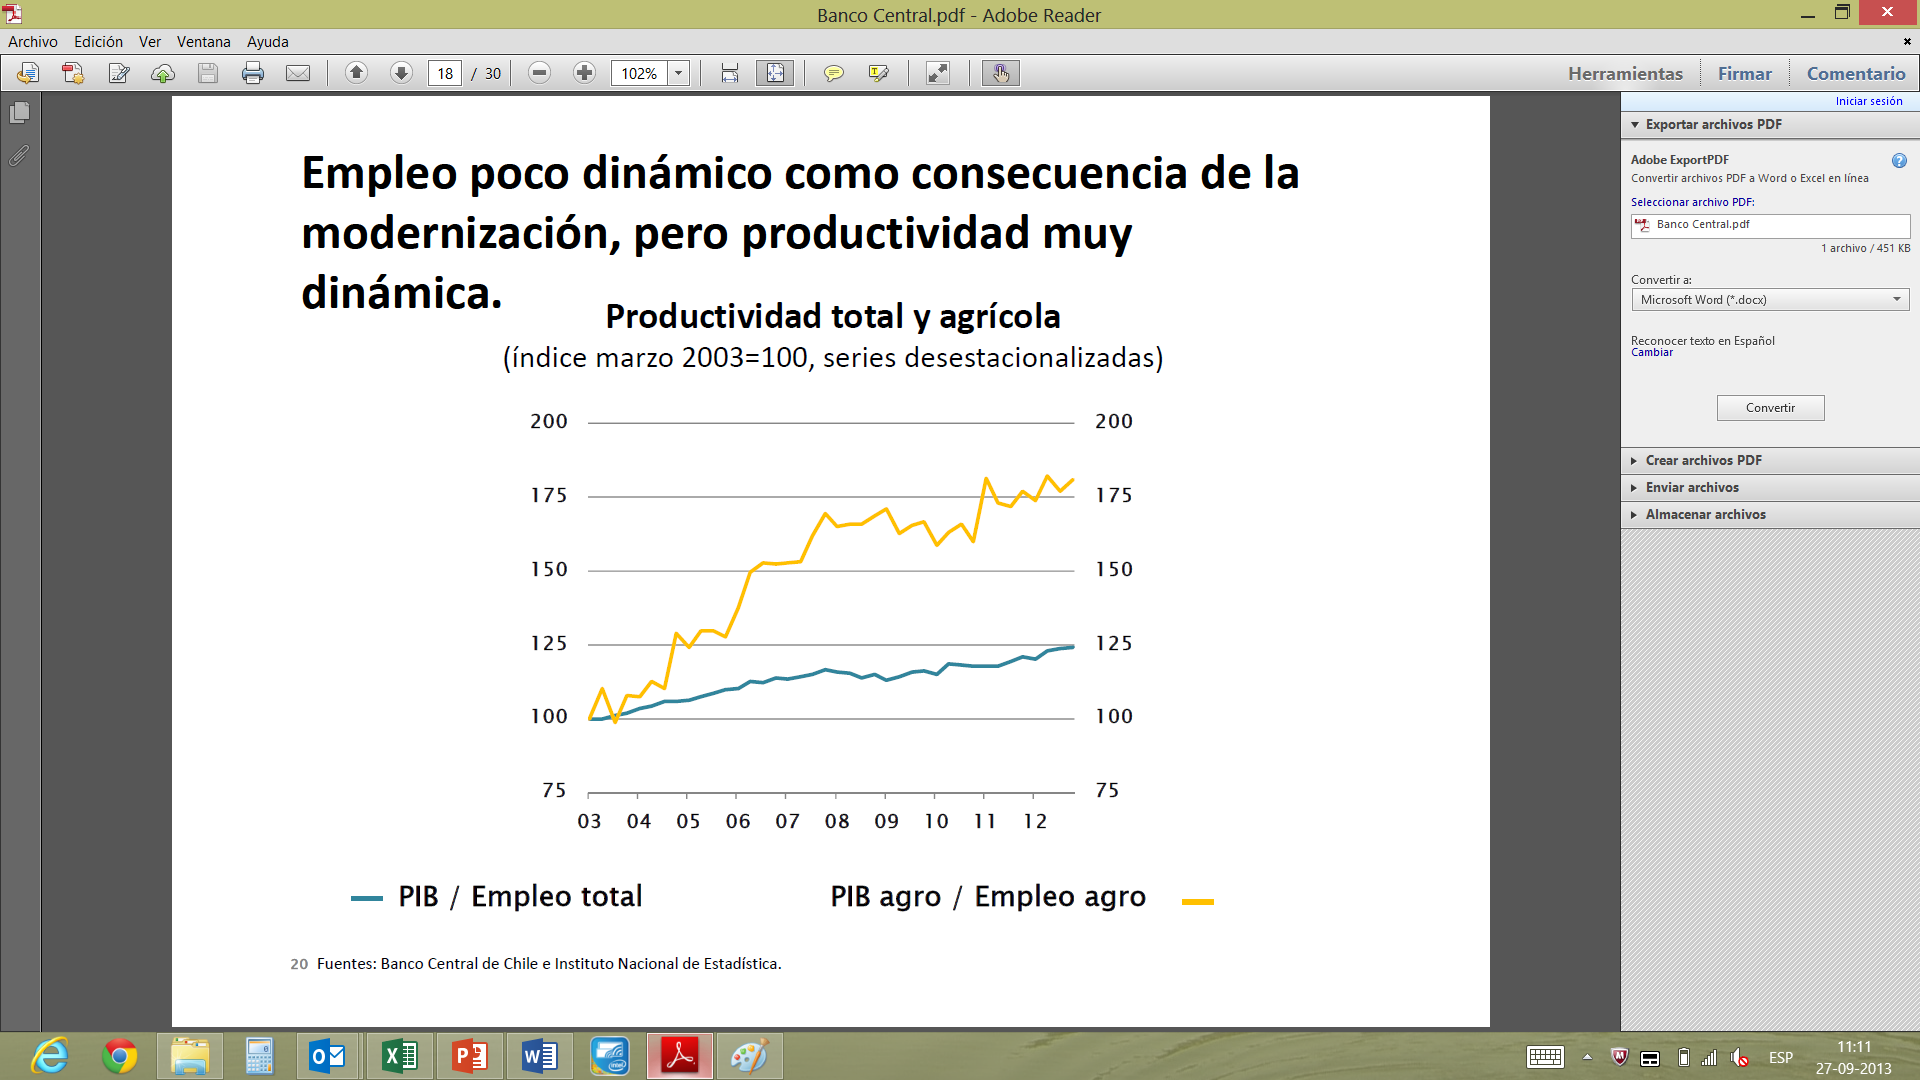 Banco Central.pdf - Adobe Reader
Archivo Edición Ver Ventana Ayuda
18 / 30 102% Herramientas Firmar Comentario
Iniciar sesión
Exportar archivos PDF
Adobe ExportPDF
Convertir archivos PDF a Word o Excel en línea
Seleccionar archivo PDF:
Banco Central.pdf
1 archivo / 451 KB
Convertir a:
Microsoft Word (*.docx)
Reconocer texto en Español
Cambiar
Convertir
Crear archivos PDF
Enviar archivos
Almacenar archivos
Empleo poco dinámico como consecuencia de la
modernización, pero productividad muy
dinámica.
Productividad total y agrícola
(índice marzo 2003=100, series desestacionalizadas)
200 200
175 175
150 150
125 125
100 100
75 75
03 04 05 06 07 08 09 10 11 12
PIB / Empleo total PIB agro / Empleo agro
20 Fuentes: Banco Central de Chile e Instituto Nacional de Estadística.
ESP
11:11
27-09-2013